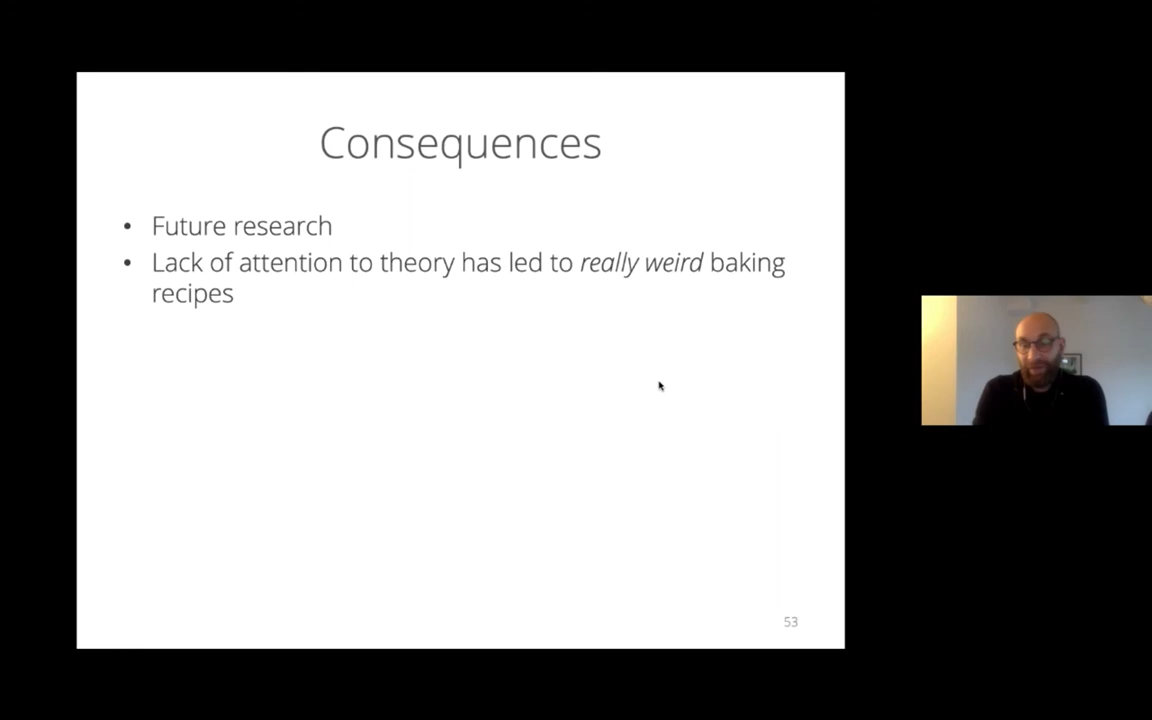 Consequences
• Future research
• Lack of attention to theory has led to really weird baking
recipes
53